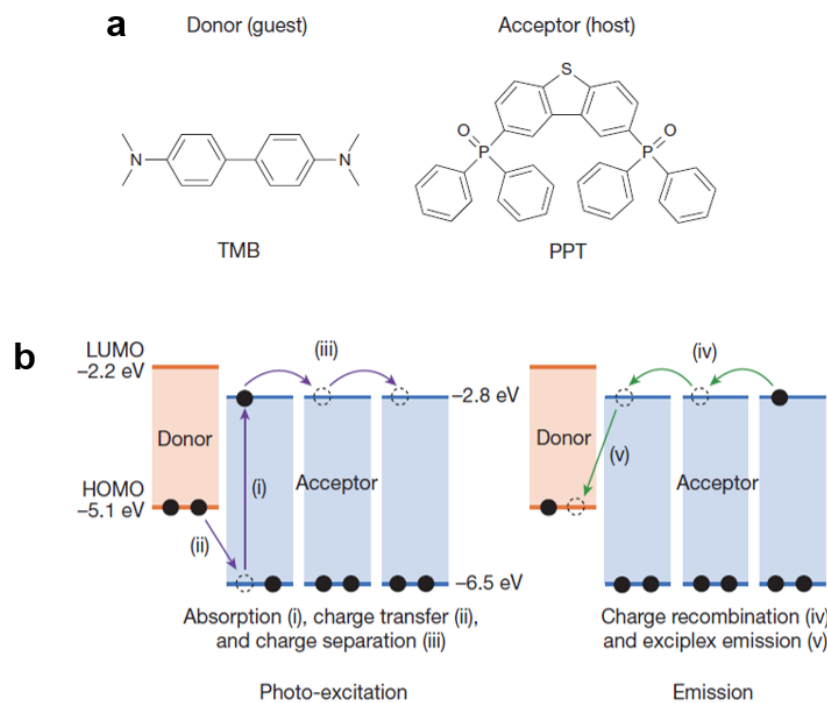 a
Donor (guest)
Acceptor (host)
S
O
O
P
P
N
N
TMB
PPT
b
LUMO
−2.2 eV
(iii)
(iv)
−2.8 eV
Donor
(i)
Acceptor
Donor
(v)
Acceptor
HOMO
−5.1 eV
(ii)
−6.5 eV
Absorption (i), charge transfer (ii),
and charge separation (iii)
Charge recombination (iv)
and exciplex emission (v)
Photo-excitation
Emission